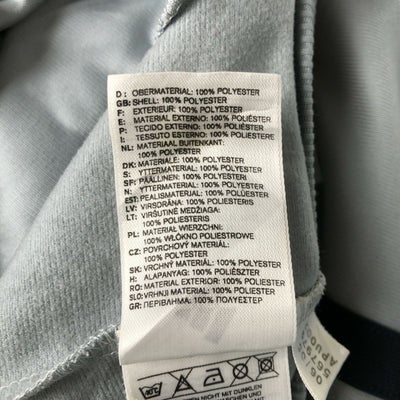 D : OBERMATERIAL: 100% POLYESTER
GB: SHELL: 100% POLYESTER
F : EXTERIEUR: 100% POLYESTER
E : MATERIAL EXTERNO: 100% POLIÉSTER
P : TECIDO EXTERNO: 100% POLIÉSTER
I : TESSUTO ESTERNO: 100% POLIESTERE
NL: MATERIAAL BUITENKANT:
100% POLYESTER
DK: MATERIALE: 100% POLYESTER
S : YTTERMATERIAL: 100% POLYESTER
SF: PÄÄLLINEN: 100% POLYESTERI
N : YTTERMATERIAL: 100% POLYESTER
EST: PEALISMATERJAL: 100% POLÜESTER
LV: VIRSDRĀNA: 100% POLIESTERIS
LT: VIRŠUTINĖ MEDŽIAGA:
100% POLIESTERIS
PL: MATERIAŁ WIERZCHNI:
100% WŁÓKNO POLIESTROWE
CZ: POVRCHOVÝ MATERIÁL:
100% POLYESTER
SK: VRCHNÝ MATERIÁL: 100% POLYESTER
H : ALAPANYAG: 100% POLIÉSZTER
RO: MATERIAL EXTERIOR: 100% POLIESTER
SLO: VRHNJI MATERIAL: 100% POLIESTER
GR: ΠΕΡΙΒΛΗΜΑ: 100% ΠΟΛΥΕΣΤΕΡ